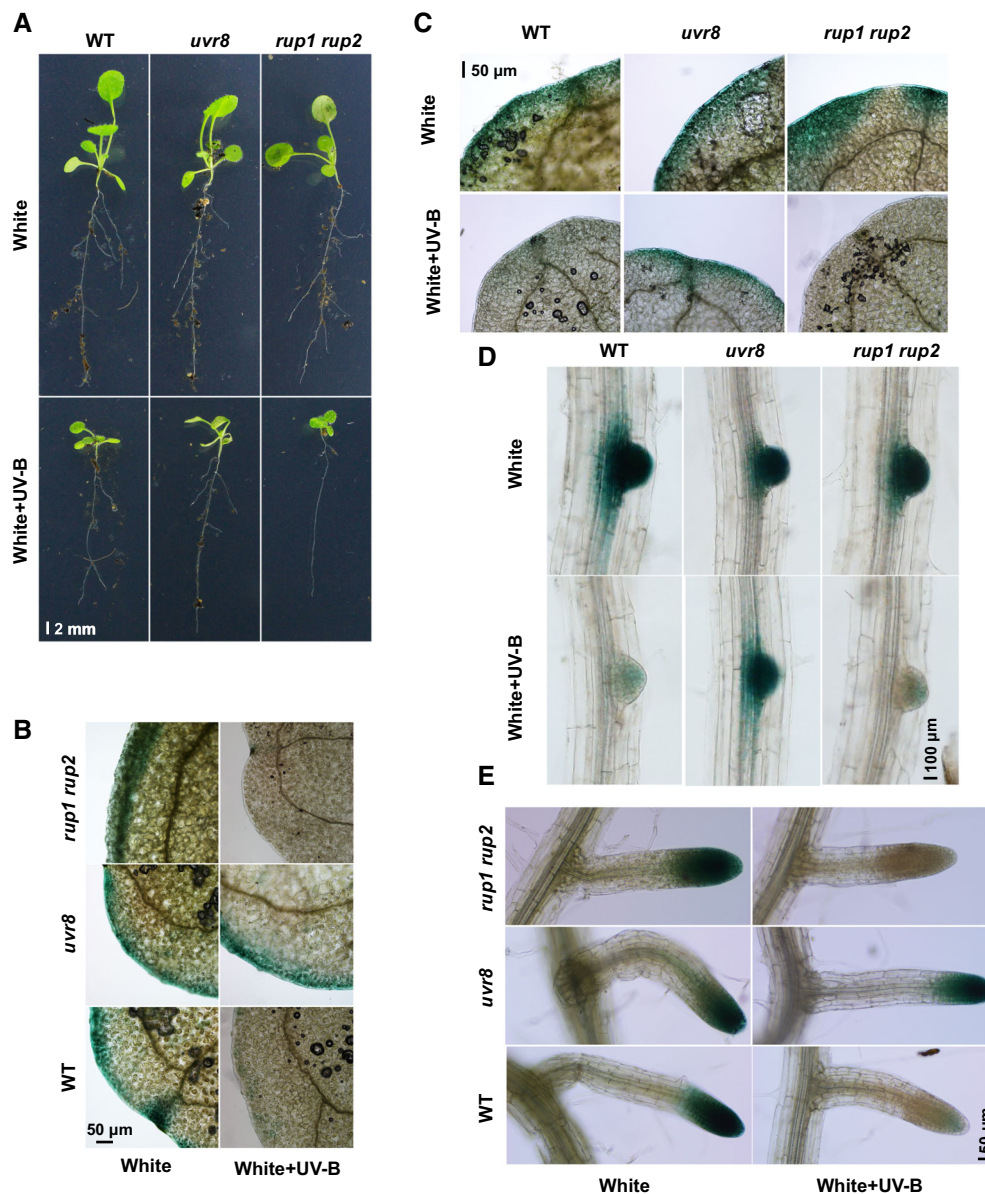 A
WT uvr8 rup1 rup2
White
White+UV-B
2 mm
B
rup1 rup2
uvr8
WT
50 µm
White White+UV-B
C
WT uvr8 rup1 rup2
50 µm
White
White+UV-B
D
WT uvr8 rup1 rup2
White
White+UV-B
100 µm
E
rup1 rup2
uvr8
WT
50 µm
White White+UV-B